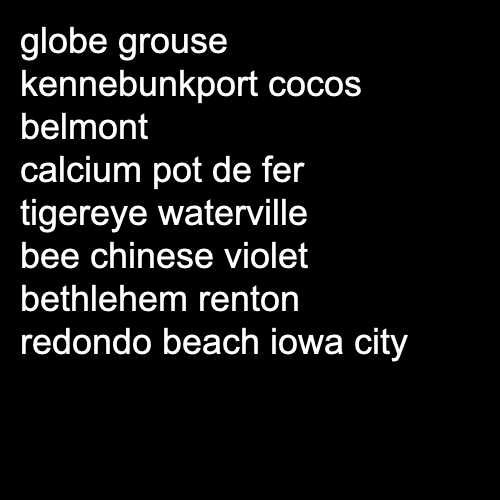 globe grouse
kennebunkport cocos
belmont
calcium pot de fer
tigereye waterville
bee chinese violet
bethlehem renton
redondo beach iowa city